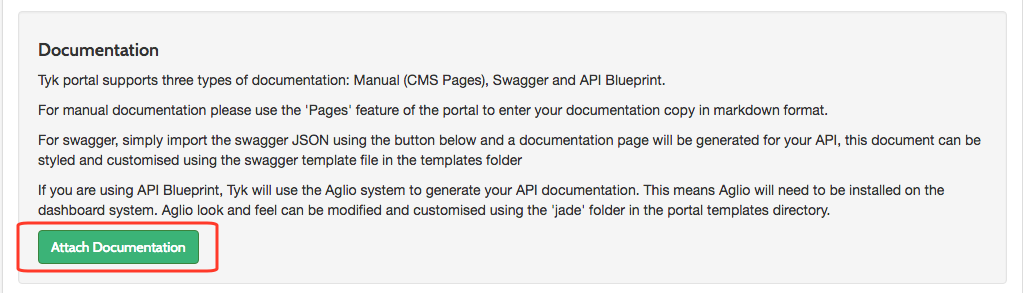 Documentation
Tyk portal supports three types of documentation: Manual (CMS Pages), Swagger and API Blueprint.
For manual documentation please use the 'Pages' feature of the portal to enter your documentation copy in markdown format.
For swagger, simply import the swagger JSON using the button below and a documentation page will be generated for your API, this document can be
styled and customised using the swagger template file in the templates folder
If you are using API Blueprint, Tyk will use the Aglio system to generate your API documentation. This means Aglio will need to be installed on the
dashboard system. Aglio look and feel can be modified and customised using the 'jade' folder in the portal templates directory.
Attach Documentation